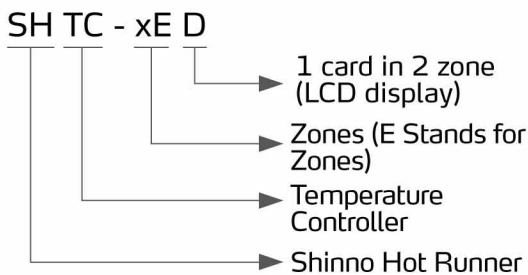 SH TC - xE D
1 card in 2 zone
(LCD display)
Zones (E Stands for
Zones)
Temperature
Controller
Shinno Hot Runner